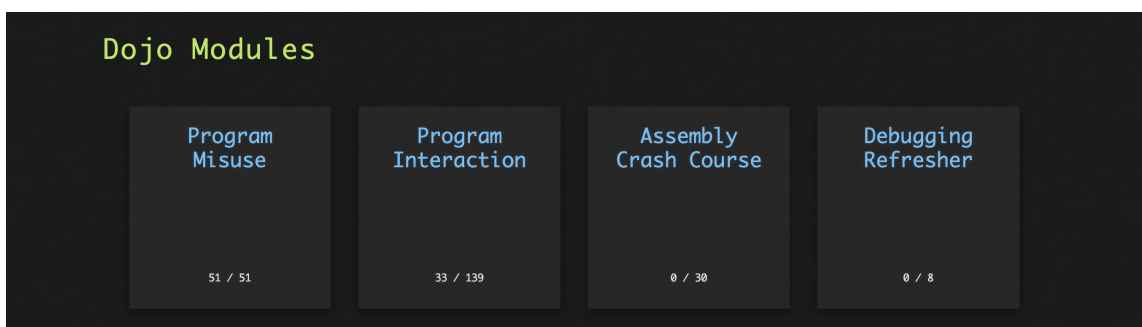 Dojo Modules
Program
Misuse
51 / 51
Program
Interaction
33 / 139
Assembly
Crash Course
0 / 30
Debugging
Refresher
0 / 8